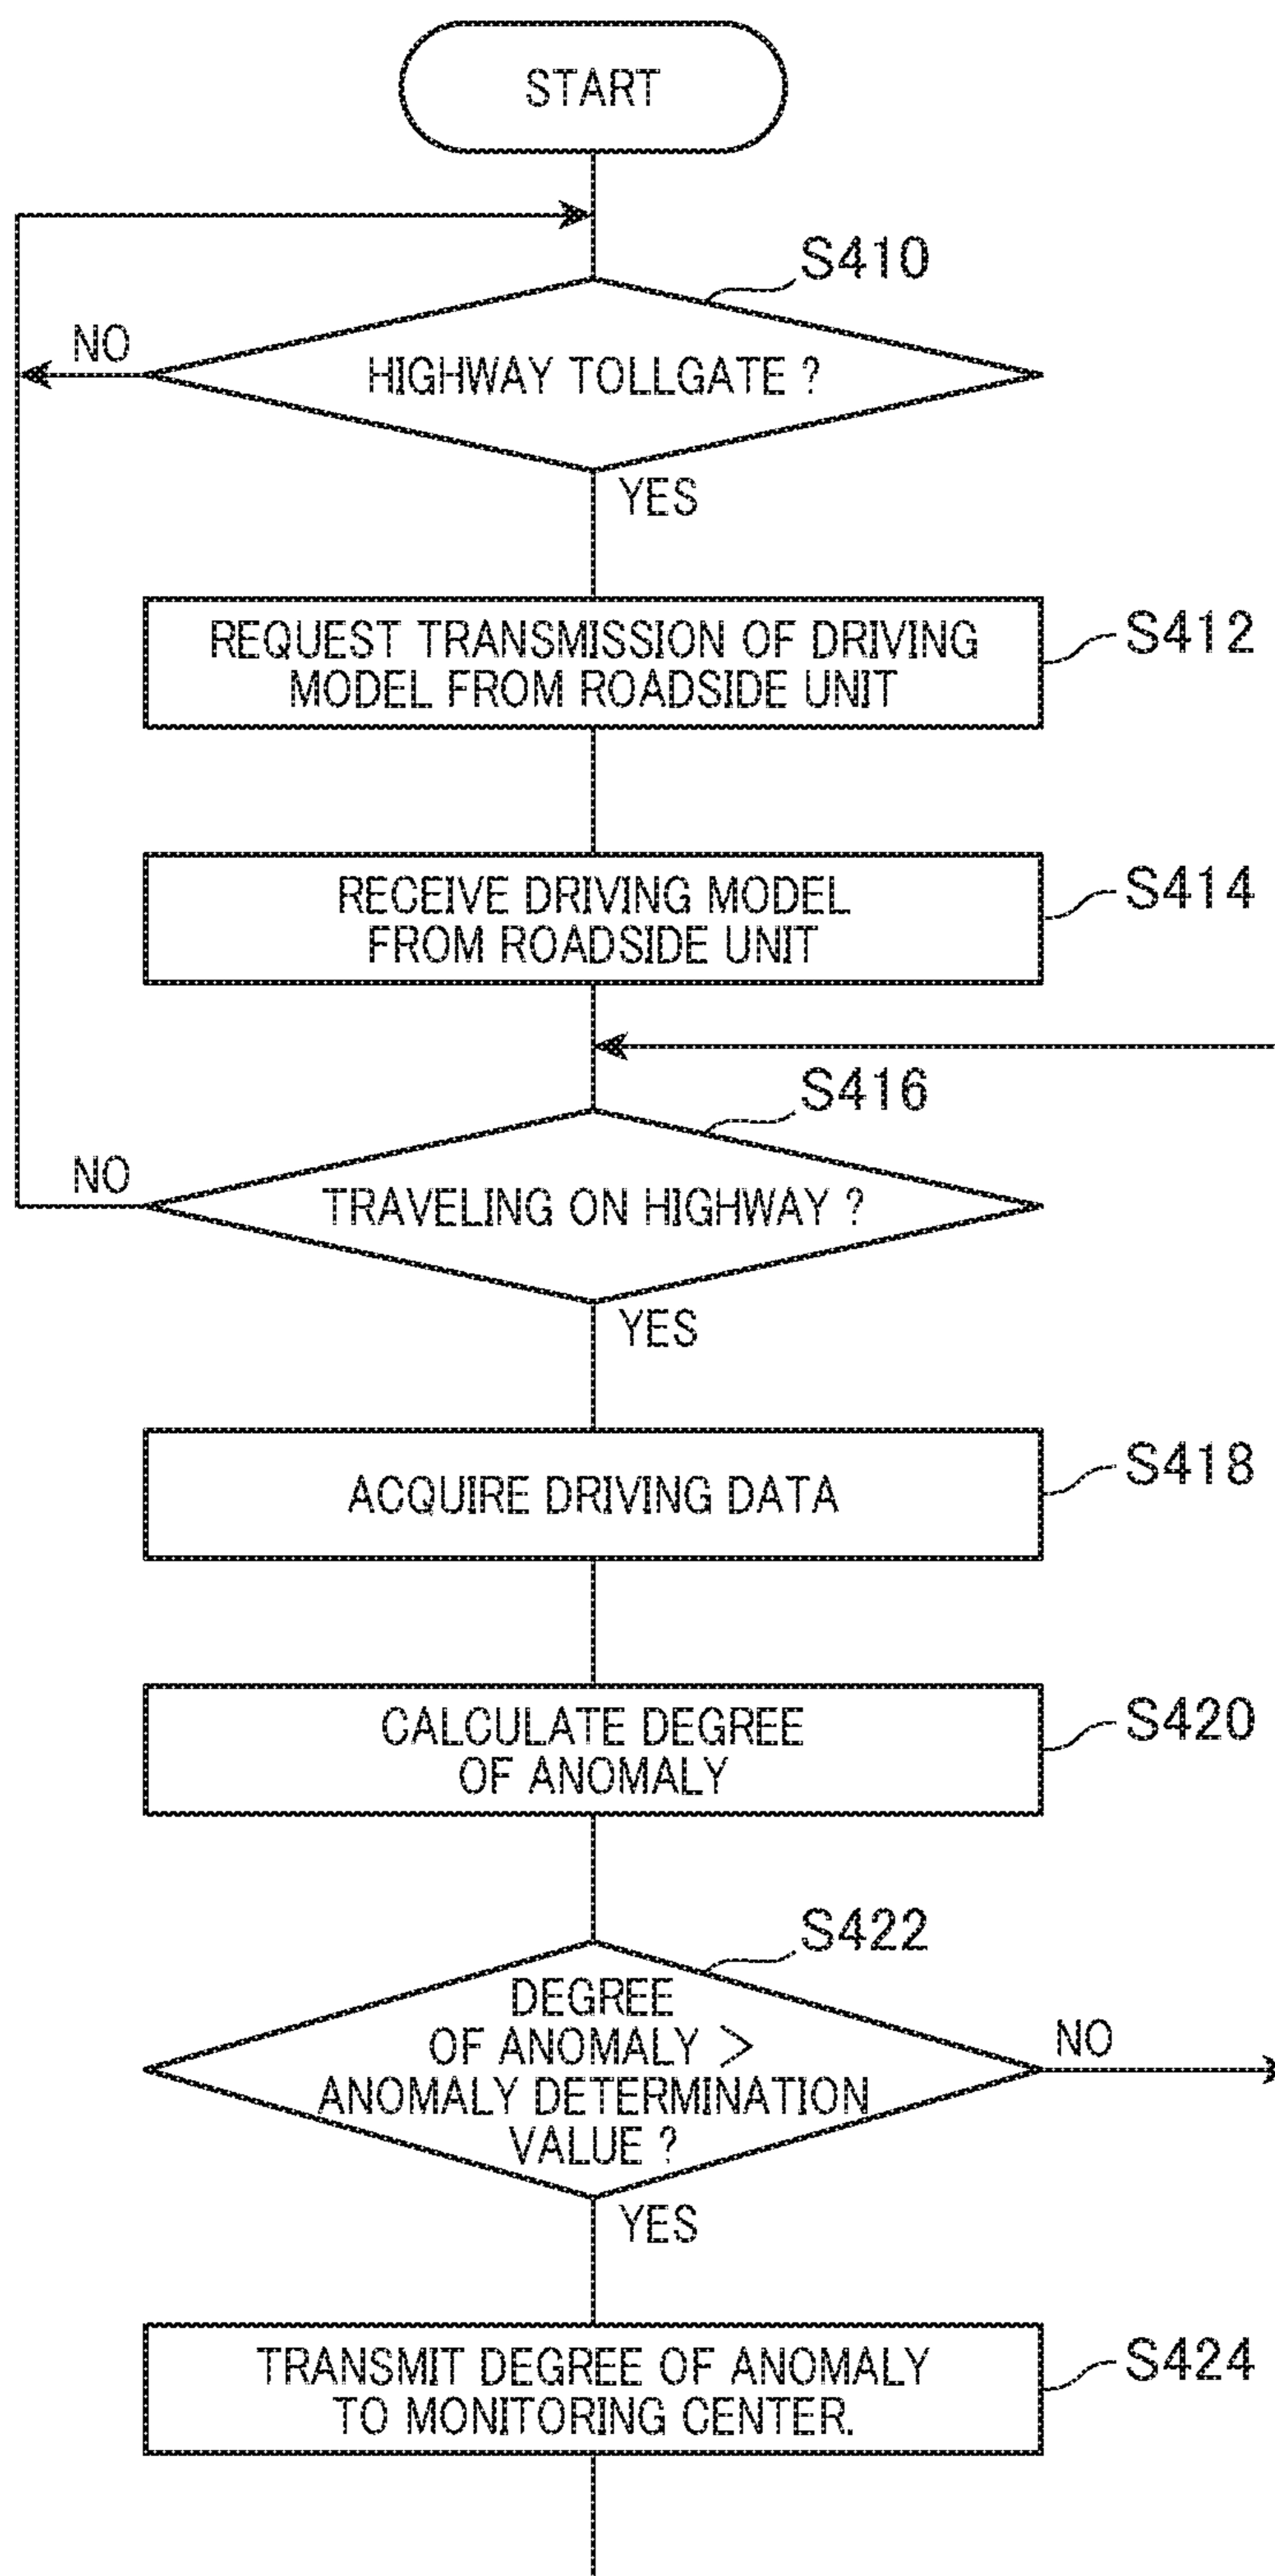 START
S410
NO
HIGHWAY TOLLGATE ?
YES
REQUEST TRANSMISSION OF DRIVING
MODEL FROM ROADSIDE UNIT
S412
RECEIVE DRIVING MODEL
FROM ROADSIDE UNIT
S414
S416
NO
TRAVELING ON HIGHWAY ?
YES
ACQUIRE DRIVING DATA
S418
CALCULATE DEGREE
OF ANOMALY
S420
S422
DEGREE
OF ANOMALY >
ANOMALY DETERMINATION
VALUE ?
NO
YES
TRANSMIT DEGREE OF ANOMALY
TO MONITORING CENTER.
S424